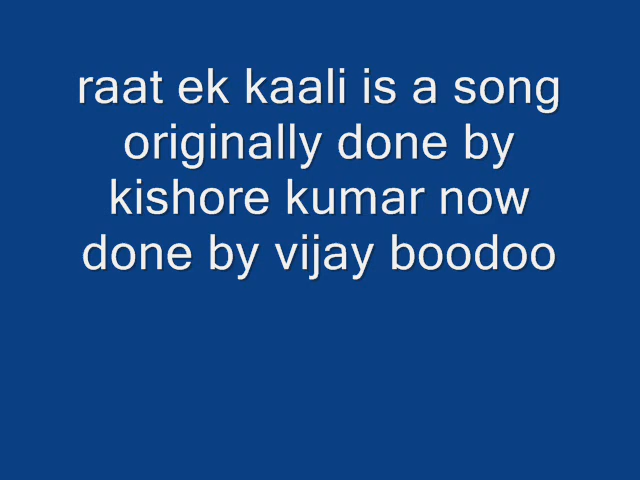 raat ek kaali is a song
originally done by
kishore kumar now
done by vijay boodoo